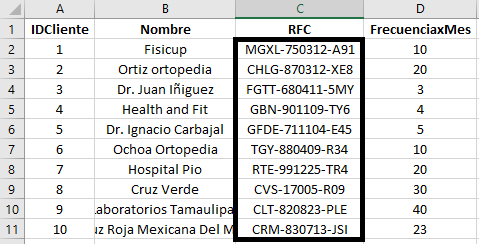 A B C D
1 IDCliente Nombre RFC FrecuenciaxMes
2 1 Fisicup MGXL-750312-A91 10
3 2 Ortiz ortopedia CHLG-870312-XE8 20
4 3 Dr. Juan Iñiguez FGTT-680411-5MY 3
5 4 Health and Fit GBN-901109-TY6 4
6 5 Dr. Ignacio Carbajal GFDE-711104-E45 5
7 6 Ochoa Ortopedia TGY-880409-R34 10
8 7 Hospital Pio RTE-991225-TR4 20
9 8 Cruz Verde CVS-17005-R09 30
10 9 Laboratorios Tamaulipa CLT-820823-PLE 40
11 10 uz Roja Mexicana Del M CRM-830713-JSI 23